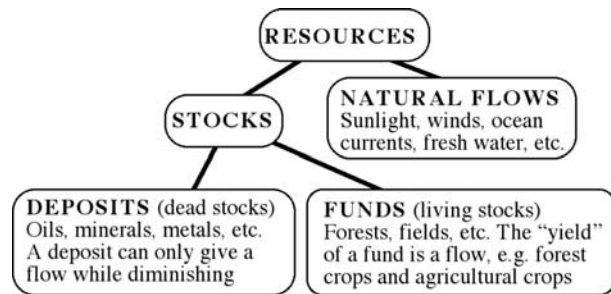 RESOURCES
NATURAL FLOWS
Sunlight, winds, ocean
currents, fresh water, etc.
STOCKS
DEPOSITS (dead stocks)
Oils, minerals, metals, etc.
A deposit can only give a
flow while diminishing
FUNDS (living stocks)
Forests, fields, etc. The “yield”
of a fund is a flow, e.g. forest
crops and agricultural crops